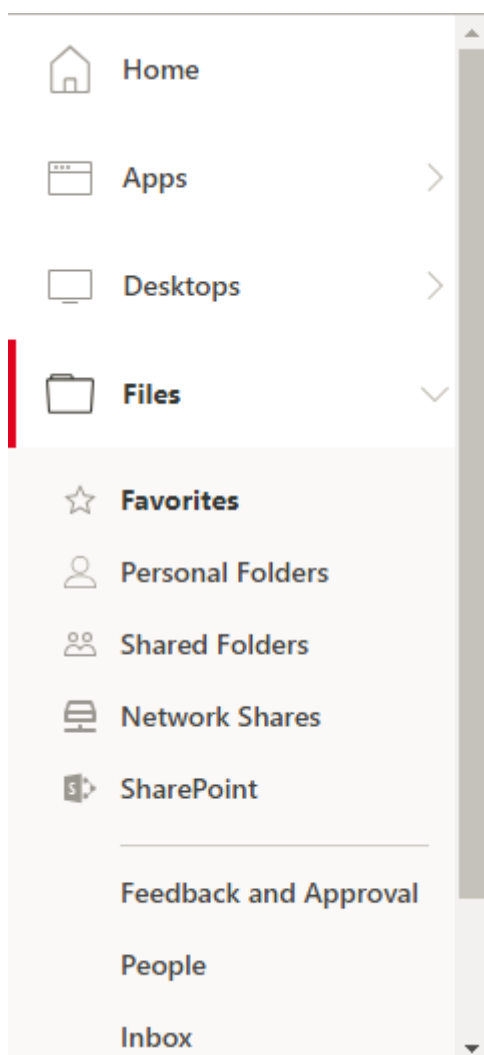 Home
Apps
Desktops
Files
Favorites
Personal Folders
Shared Folders
Network Shares
SharePoint
Feedback and Approval
People
Inbox